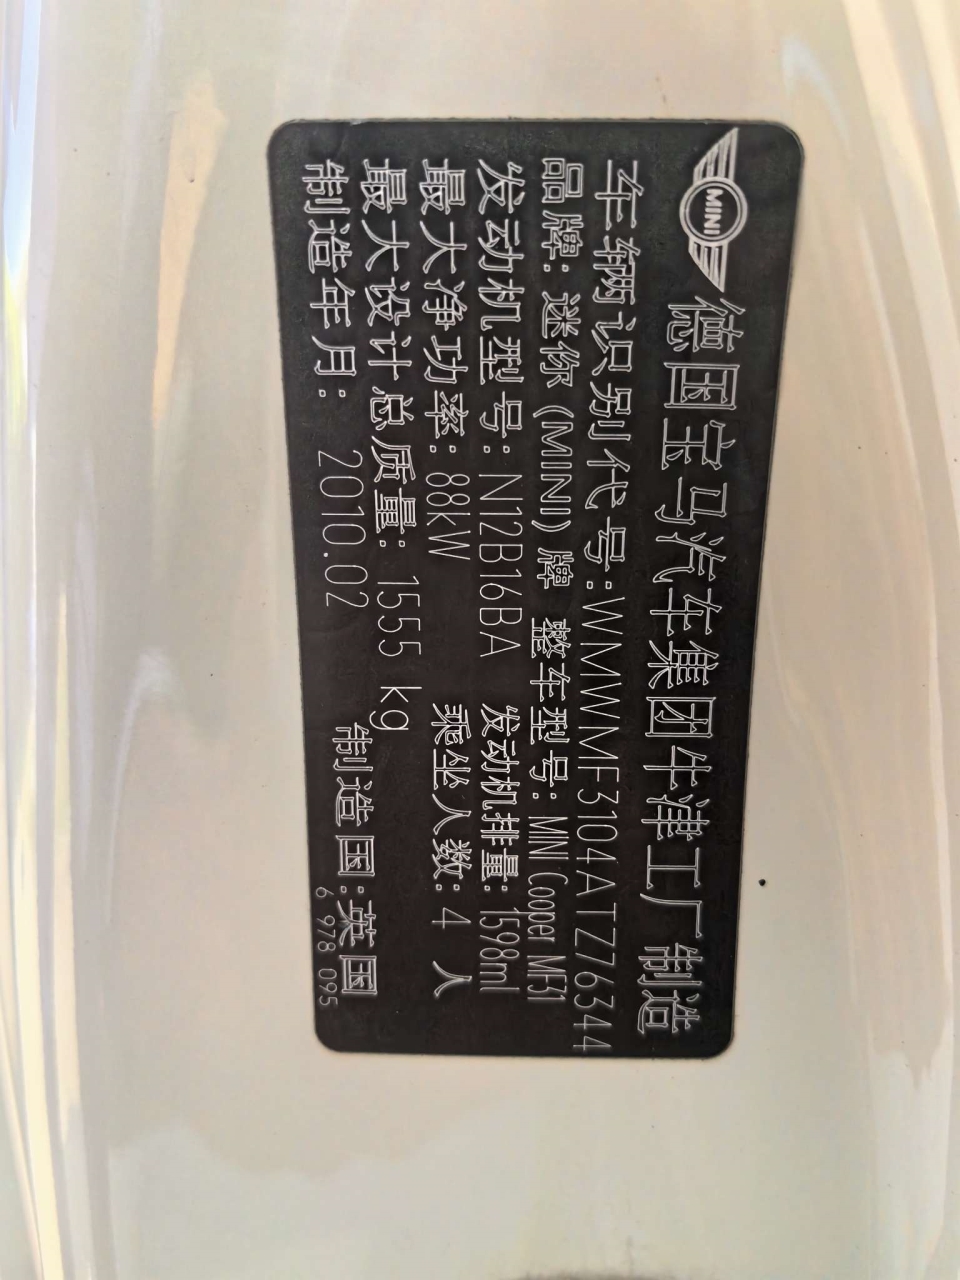 MINI
德国宝马汽车集团牛津工厂制造
车辆识别代号:WMWMF3104ATZ76344
品牌:迷你(MINI)牌 整车型号:MINI Cooper MF31
发动机型号:N12B16BA 发动机排量:1598ml
最大净功率:88kW 乘坐人数:4 人
最大设计总质量:1555 kg
制造年月:2010.02 制造国:英国
6 978 095